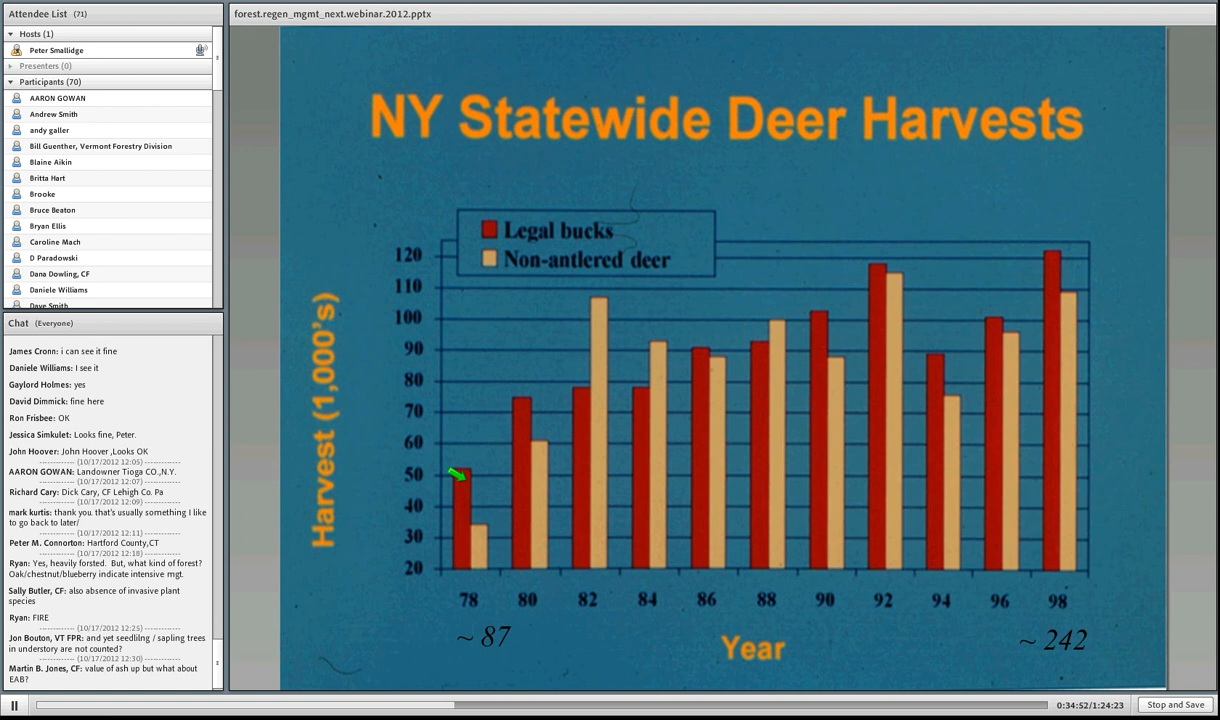 Attendee List (71)
Hosts (1)
Peter Smallidge
Presenters (0)
Participants (70)
AARON GOWAN
Andrew Smith
andy galler
Bill Guenther, Vermont Forestry Division
Blaine Aikin
Britta Hart
Brooke
Bruce Beaton
Bryan Ellis
Caroline Mach
D Paradowski
Dana Dowling, CF
Daniele Williams
Dave Smith
Chat (Everyone)
James Cronn: i can see it fine
Daniele Williams: I see it
Gaylord Holmes: yes
David Dimmick: fine here
Ron Frisbee: OK
Jessica Simkulet: Looks fine, Peter.
John Hoover: John Hoover ,Looks OK
------------ (10/17/2012 12:05) ------------
AARON GOWAN: Landowner Tioga CO.,N.Y.
------------ (10/17/2012 12:07) ------------
Richard Cary: Dick Cary, CF Lehigh Co. Pa
------------ (10/17/2012 12:09) ------------
mark kurtis: thank you. that's usually something I like
to go back to later/
------------ (10/17/2012 12:11) ------------
Peter M. Connorton: Hartford County,CT
------------ (10/17/2012 12:18) ------------
Ryan: Yes, heavily forsted. But, what kind of forest?
Oak/chestnut/blueberry indicate intensive mgt.
Sally Butler, CF: also absence of invasive plant
species
Ryan: FIRE
------------ (10/17/2012 12:25) ------------
Jon Bouton, VT FPR: and yet seedlilng / sapling trees
in understory are not counted?
------------ (10/17/2012 12:30) ------------
Martin B. Jones, CF: value of ash up but what about
EAB?
forest.regen_mgmt_next.webinar.2012.pptx
NY Statewide Deer Harvests
Legal bucks
Non-antlered deer
Harvest (1,000's)
120
110
100
90
80
70
60
50
40
30
20
78 80 82 84 86 88 90 92 94 96 98
~ 87
Year
~ 242
0:34:52/1:24:23
Stop and Save